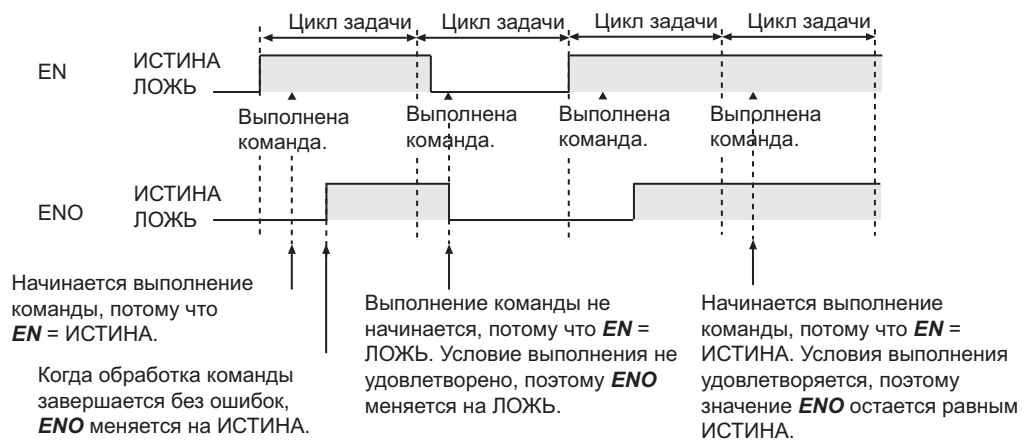 Цикл задачи Цикл задачи Цикл задачи Цикл задачи
EN
ИСТИНА
ЛОЖЬ
Выполнена
команда.
Выполнена
команда.
Выполнена
команда.
Выполнена
команда.
ENO
ИСТИНА
ЛОЖЬ
Начинается выполнение
команды, потому что
EN = ИСТИНА.
Когда обработка команды
завершается без ошибок,
ENO меняется на ИСТИНА.
Выполнение команды не
начинается, потому что EN =
ЛОЖЬ. Условие выполнения не
удовлетворено, поэтому ENO
меняется на ЛОЖЬ.
Начинается выполнение
команды, потому что EN =
ИСТИНА. Условия выполнения
удовлетворяется, поэтому
значение ENO остается равным
ИСТИНА.